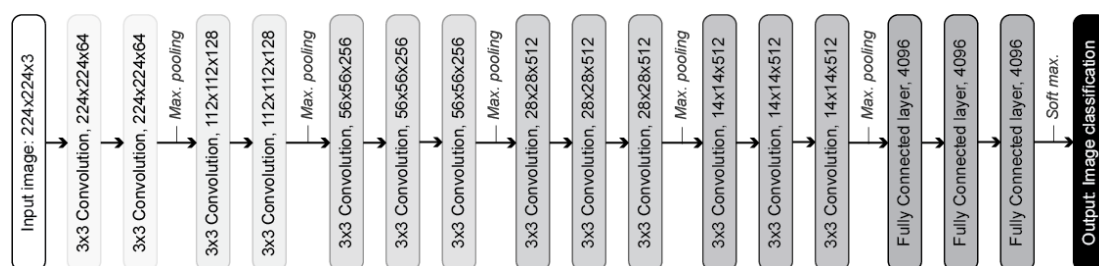 Input image: 224x224x3
3x3 Convolution, 224x224x64
3x3 Convolution, 224x224x64
Max. pooling
3x3 Convolution, 112x112x128
3x3 Convolution, 112x112x128
Max. pooling
3x3 Convolution, 56x56x256
3x3 Convolution, 56x56x256
3x3 Convolution, 56x56x256
Max. pooling
3x3 Convolution, 28x28x512
3x3 Convolution, 28x28x512
3x3 Convolution, 28x28x512
Max. pooling
3x3 Convolution, 14x14x512
3x3 Convolution, 14x14x512
3x3 Convolution, 14x14x512
Max. pooling
Fully Connected layer, 4096
Fully Connected layer, 4096
Fully Connected layer, 4096
Soft max.
Output: Image classification